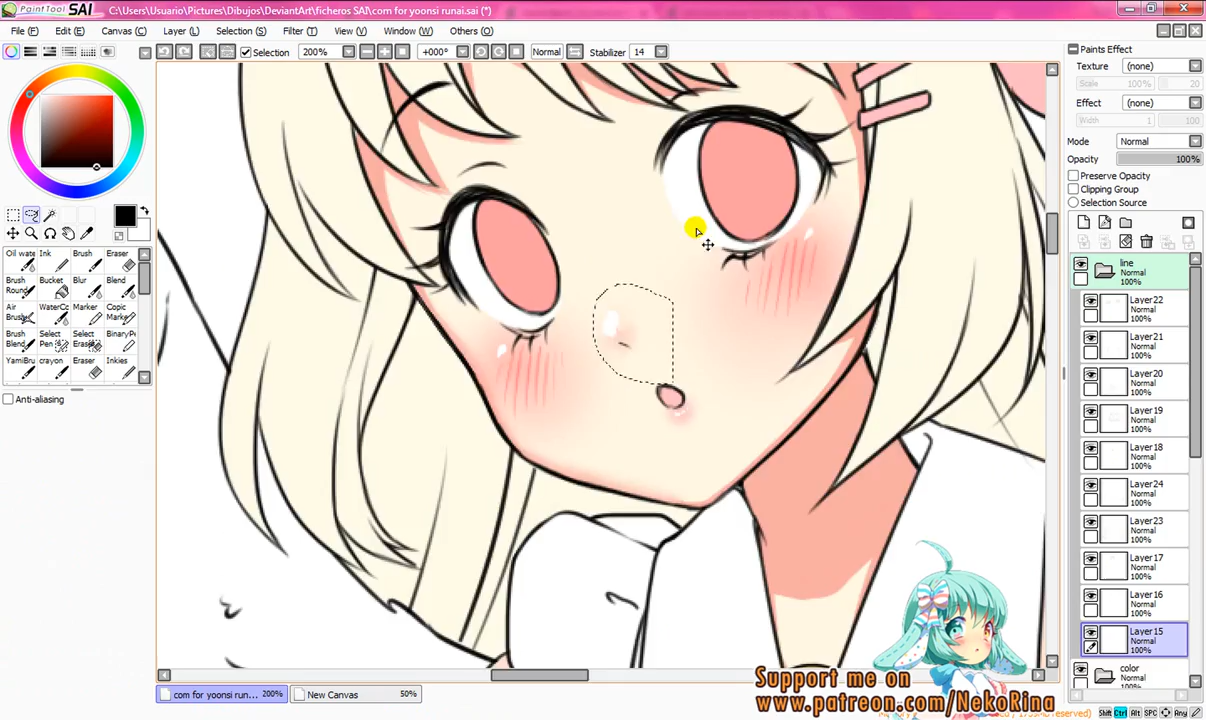 PaintTool SAI C:\Users\Usuario\Pictures\Dibujos\DeviantArt\ficheros SAI\com for yoonsi runai.sai (*)
File (F) Edit (E) Canvas (C) Layer (L) Selection (S) Filter (T) View (V) Window (W) Others (O)
Selection 200% +000° Normal Stabilizer 14
Paints Effect
Texture (none)
Scale 100% 20
Effect (none)
Width 1 100
Mode Normal
Opacity 100%
Preserve Opacity
Clipping Group
Selection Source
Oil wate Ink Brush Eraser
Brush Round Bucket Blur Blend
Air Brush WaterCo Marker Copic Marke
Brush Blend Select Pen Select Erase BinaryPe
YamiBru crayon Eraser Inkies
Anti-aliasing
line
Normal
100%
Layer22
Normal
100%
Layer21
Normal
100%
Layer20
Normal
100%
Layer19
Normal
100%
Layer18
Normal
100%
Layer24
Normal
100%
Layer23
Normal
100%
Layer17
Normal
100%
Layer16
Normal
100%
Layer15
Normal
100%
color
Normal
com for yoonsi run... 200% New Canvas 50%
Support me on
www.patreon.com/NekoRina
Shift Ctrl Alt SPC Any